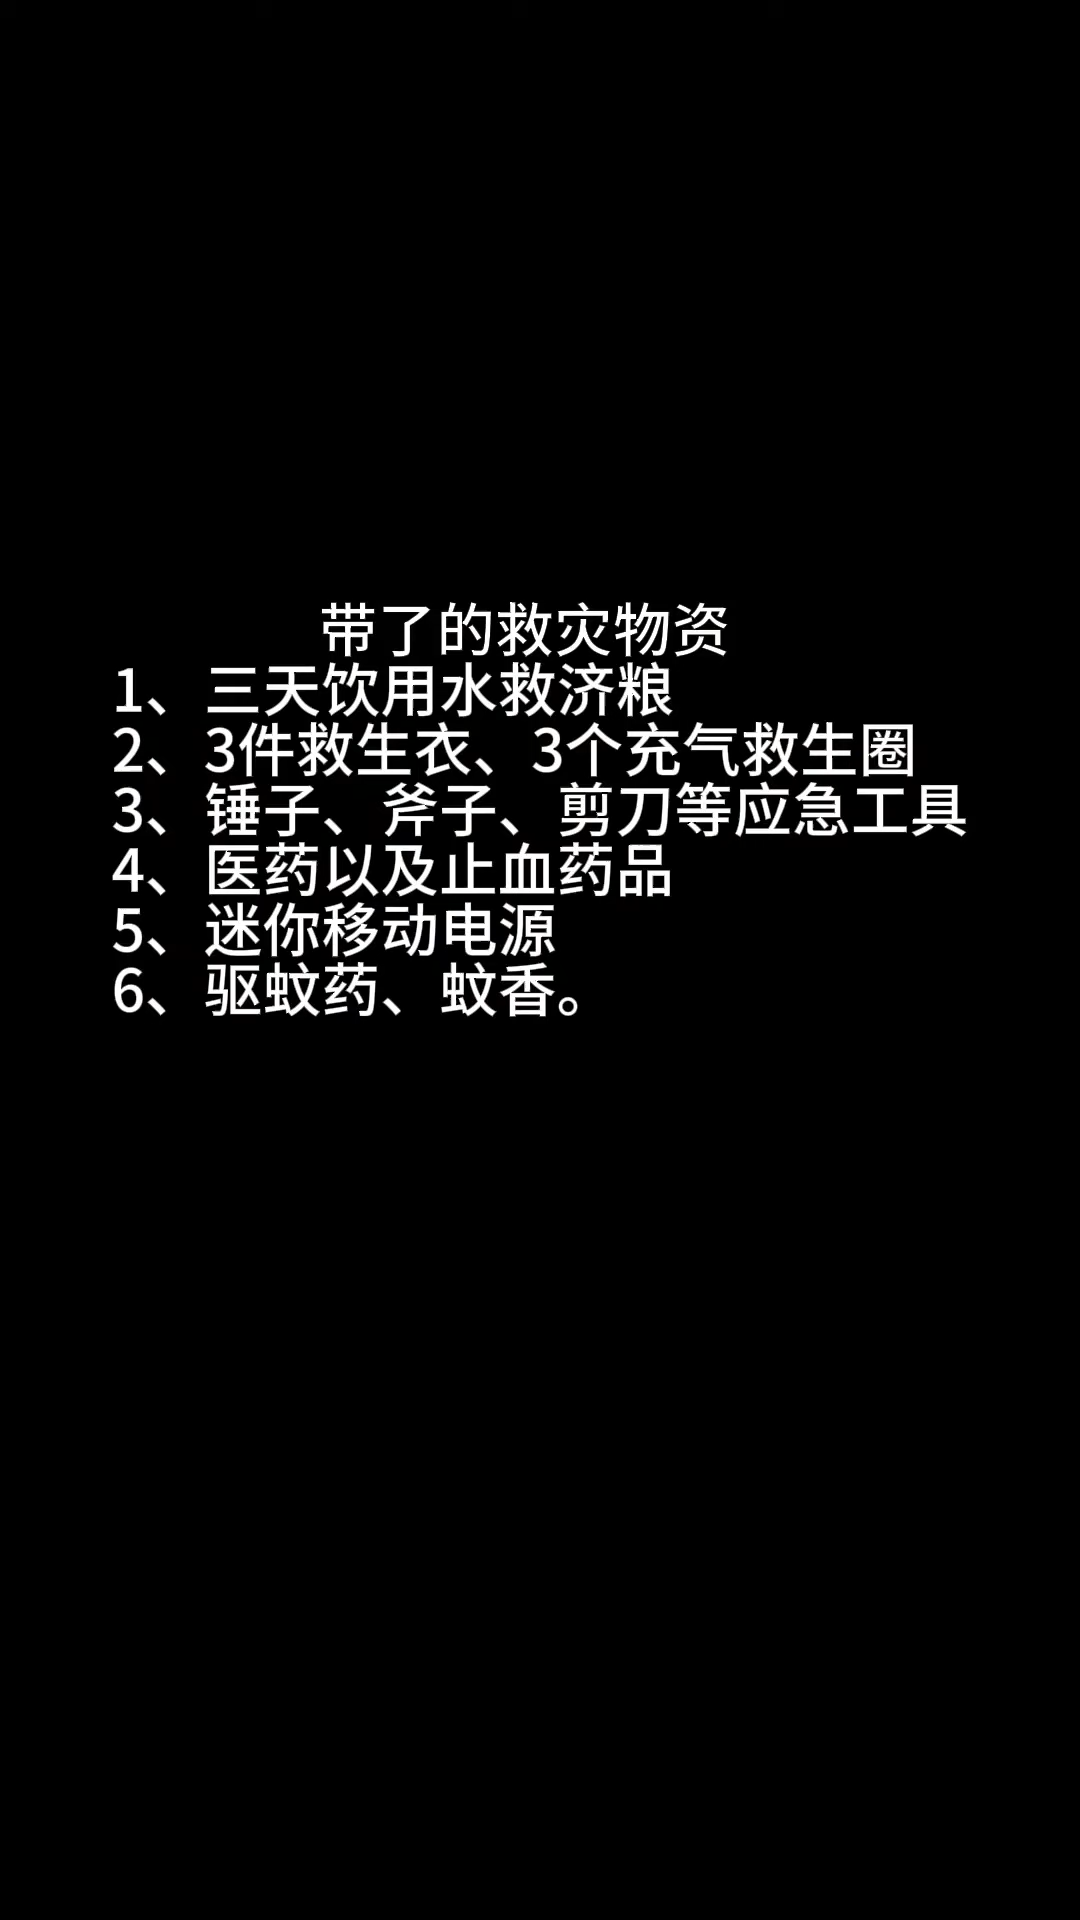 带了的救灾物资
1、三天饮用水救济粮
2、3件救生衣、3个充气救生圈
3、锤子、斧子、剪刀等应急工具
4、医药以及止血药品
5、迷你移动电源
6、驱蚊药、蚊香。